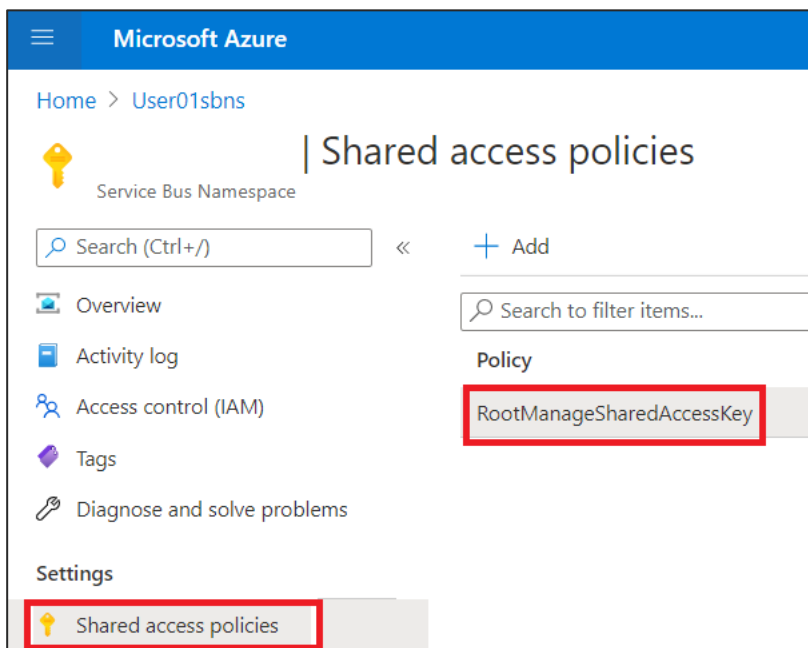 Microsoft Azure
Home > User01sbns
| Shared access policies
Service Bus Namespace
Search (Ctrl+/)
«
+ Add
Overview
Search to filter items...
Activity log
Policy
Access control (IAM)
RootManageSharedAccessKey
Tags
Diagnose and solve problems
Settings
Shared access policies